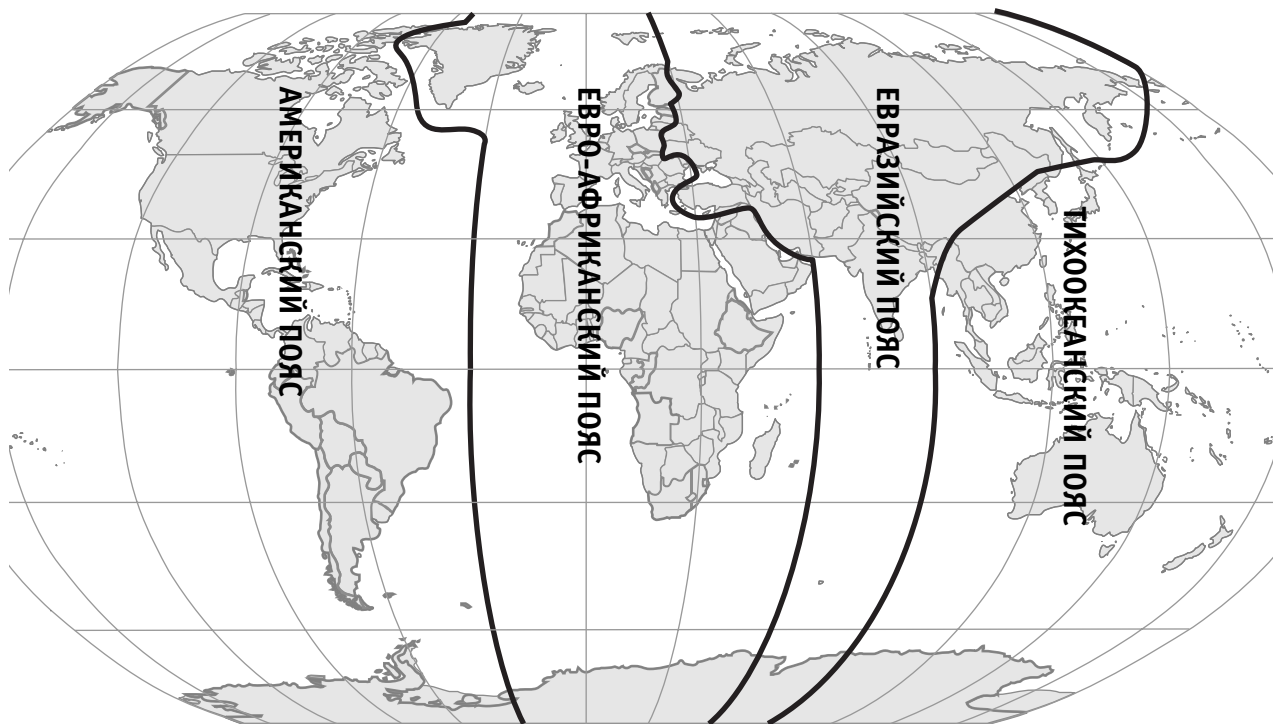 АМЕРИКАНСКИЙ ПОЯС
ЕВРО-АФРИКАНСКИЙ ПОЯС
ЕВРАЗИЙСКИЙ ПОЯС
ТИХООКЕАНСКИЙ ПОЯС